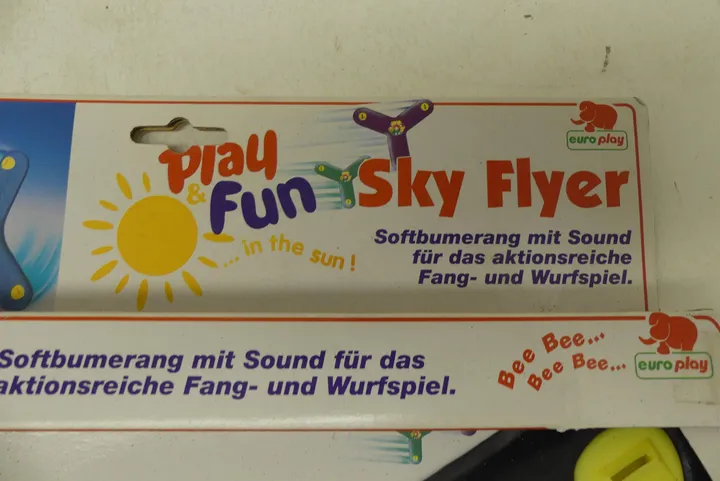 Play
& Fun
... in the sun!
Sky Flyer
euro play
Softbumerang mit Sound
für das aktionsreiche
Fang- und Wurfspiel.
Softbumerang mit Sound für das
aktionsreiche Fang- und Wurfspiel.
Bee Bee...
Bee Bee...
euro play